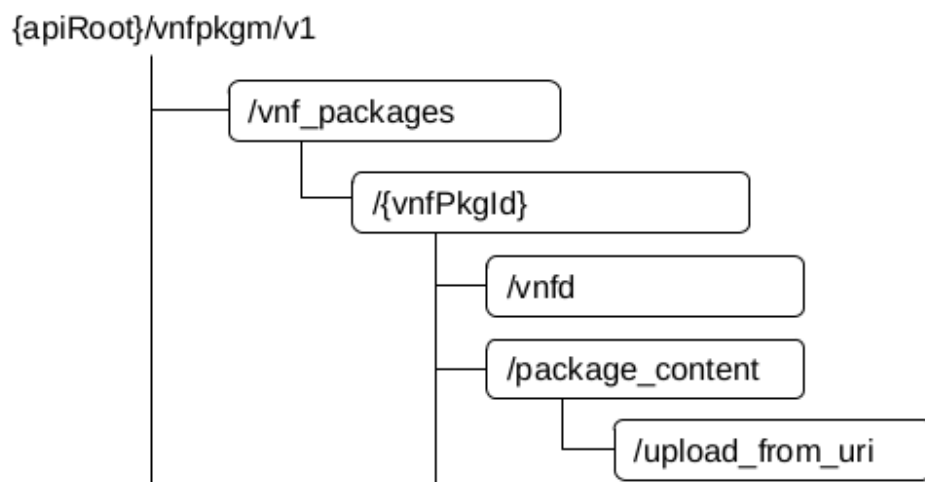 {apiRoot}/vnfpkgm/v1
/vnf_packages
/{vnfPkgId}
/vnfd
/package_content
/upload_from_uri